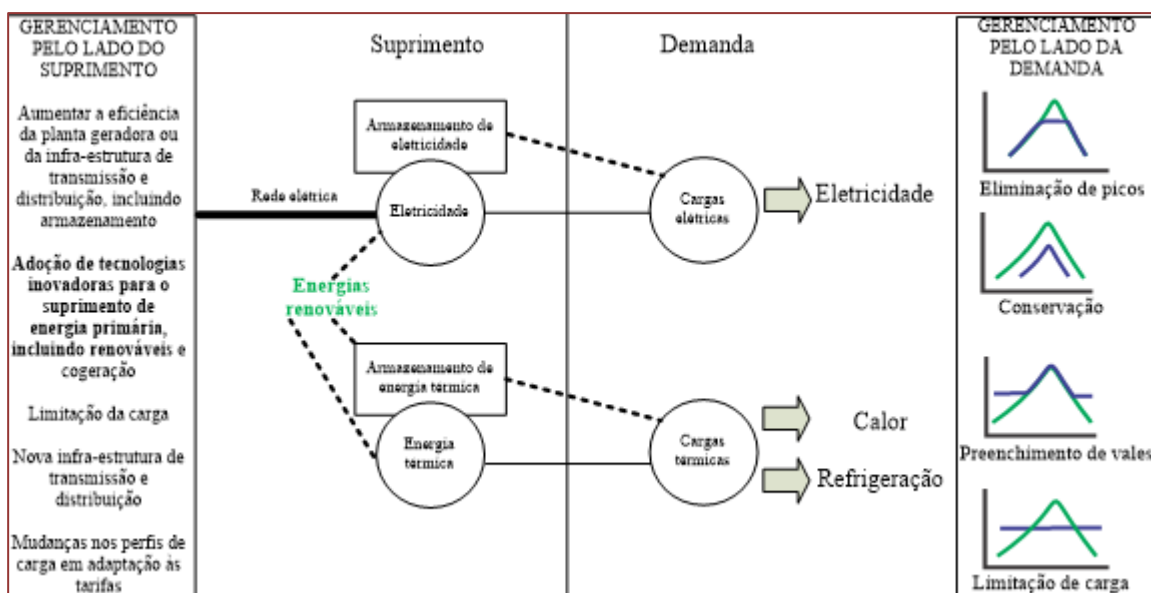 GERENCIAMENTO
PELO LADO DO
SUPRIMENTO
Aumentar a eficiência
da planta geradora ou
da infra-estrutura de
transmissão e
distribuição, incluindo
armazenamento
Adoção de tecnologias
inovadoras para o
suprimento de
energia primária,
incluindo renováveis e
cogeração
Limitação da carga
Nova infra-estrutura de
transmissão e
distribuição
Mudanças nos perfis de
carga em adaptação às
tarifas
Suprimento
Armazenamento de
eletricidade
Rede elétrica
Eletricidade
Energias
renováveis
Armazenamento de
energia térmica
Energia
térmica
Demanda
Cargas
elétricas
Eletricidade
Cargas
térmicas
Calor
Refrigeração
GERENCIAMENTO
PELO LADO DA
DEMANDA
Eliminação de picos
Conservação
Preenchimento de vales
Limitação de carga